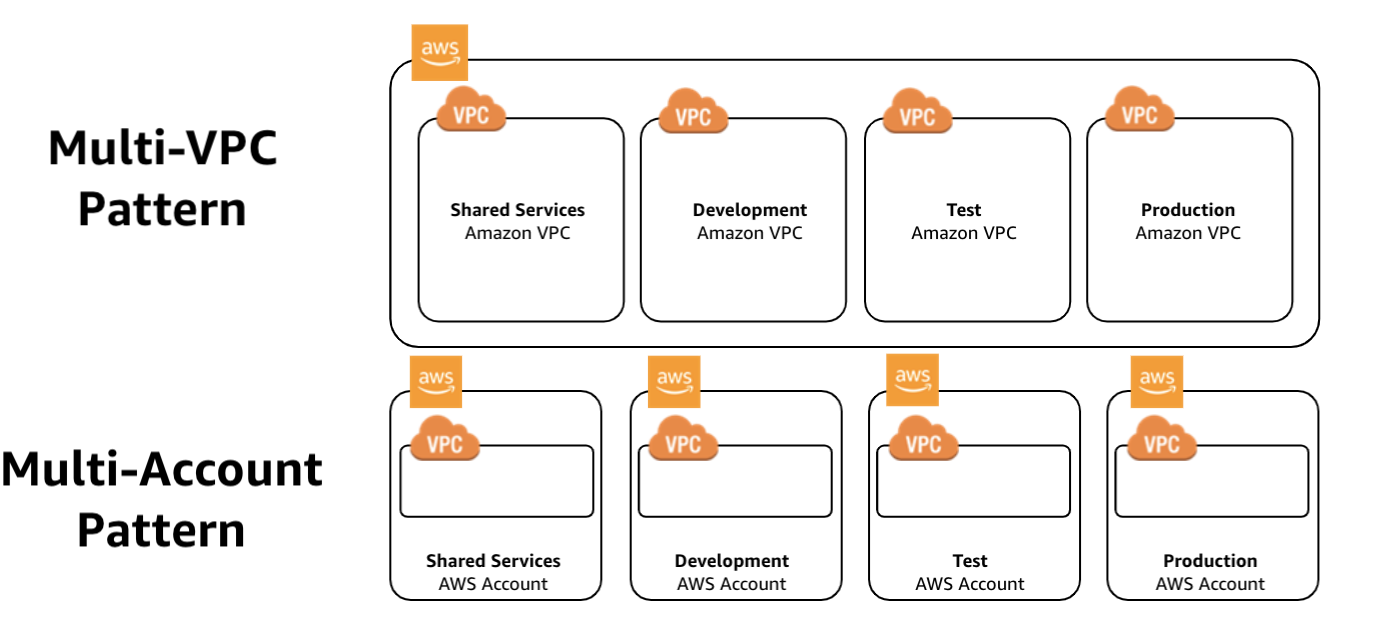 aws
VPC
VPC
VPC
VPC
Multi-VPC
Pattern
Shared Services
Amazon VPC
Development
Amazon VPC
Test
Amazon VPC
Production
Amazon VPC
aws
aws
aws
aws
VPC
VPC
VPC
VPC
Multi-Account
Pattern
Shared Services
AWS Account
Development
AWS Account
Test
AWS Account
Production
AWS Account